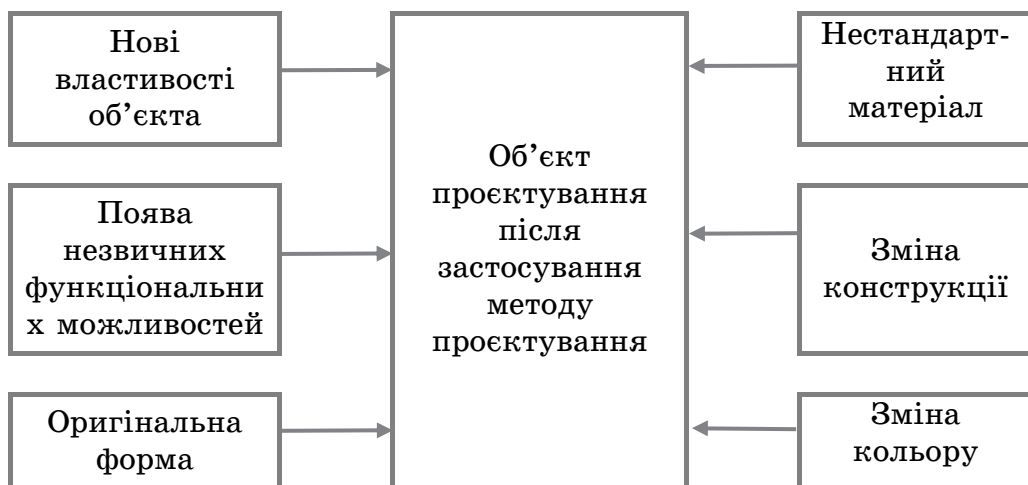 Нові
властивості
об’єкта
Поява
незвичних
функціональни
х можливостей
Оригінальна
форма
Об’єкт
проєктування
після
застосування
методу
проєктування
Нестандарт-
ний
матеріал
Зміна
конструкції
Зміна
кольору